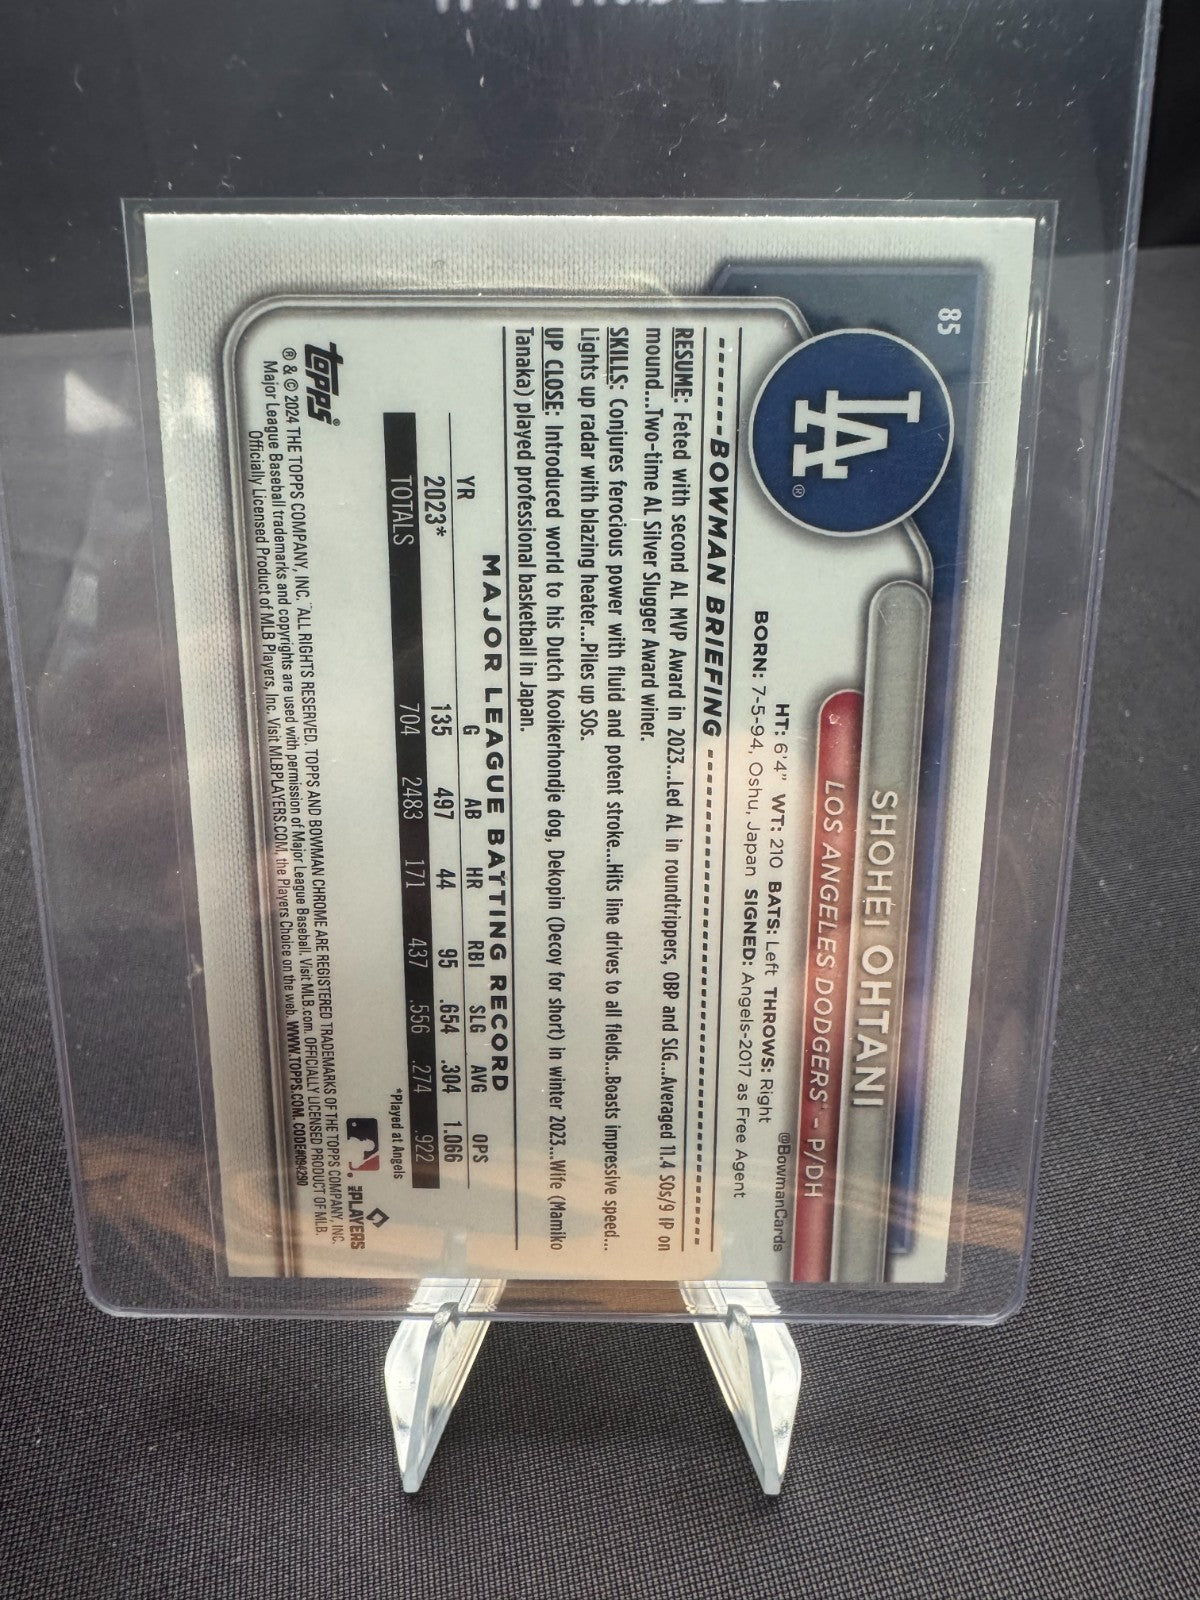 85
LA®
SHOHEI OHTANI
LOS ANGELES DODGERS® - P/DH
@BowmanCards
HT: 6'4" WT: 210 BATS: Left THROWS: Right
BORN: 7-5-94, Oshu, Japan SIGNED: Angels-2017 as Free Agent
BOWMAN BRIEFING
RESUME: Feted with second AL MVP Award in 2023...Led AL in roundtrippers, OBP and SLG...Averaged 11.4 SOs/9 IP on
mound...Two-time AL Silver Slugger Award winer.
SKILLS: Conjures ferocious power with fluid and potent stroke...Hits line drives to all fields...Boasts impressive speed...
Lights up radar with blazing heater...Piles up SOs.
UP CLOSE: Introduced world to his Dutch Kooikerhondje dog, Dekopin (Decoy for short) in winter 2023...Wife (Mamiko
Tanaka) played professional basketball in Japan.
MAJOR LEAGUE BATTING RECORD
YR G AB HR RBI SLG AVG OPS
2023* 135 497 44 95 .654 .304 1.066
TOTALS 704 2483 171 437 .556 .274 .922
*Played at Angels
topps®
MLB PLAYERS
® & © 2024 THE TOPPS COMPANY, INC. ALL RIGHTS RESERVED. TOPPS AND BOWMAN CHROME ARE REGISTERED TRADEMARKS OF THE TOPPS COMPANY, INC.
Major League Baseball trademarks and copyrights are used with permission of Major League Baseball. Visit MLB.com. OFFICIALLY LICENSED PRODUCT OF MLB.
Officially Licensed Product of MLB Players, Inc. Visit MLBPLAYERS.COM, the Players Choice on the web. WWW.TOPPS.COM. CODE#094290